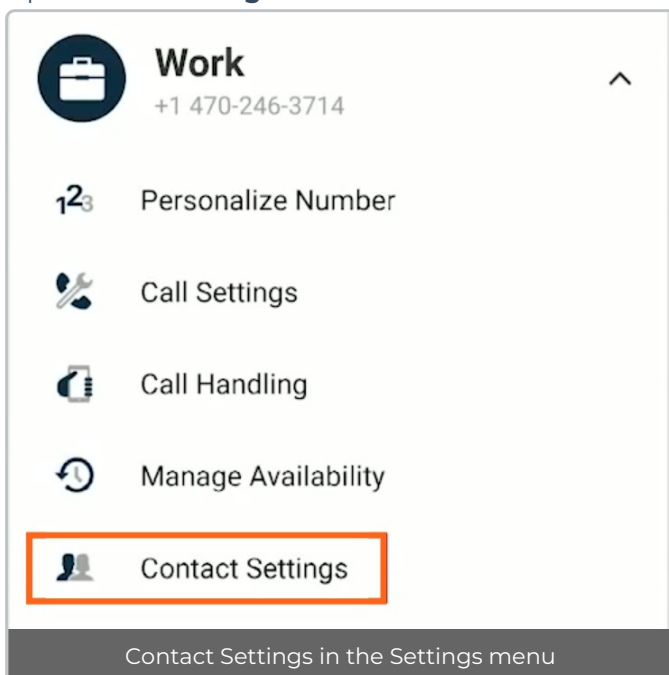 Work
+1 470-246-3714
123 Personalize Number
Call Settings
Call Handling
Manage Availability
Contact Settings
Contact Settings in the Settings menu